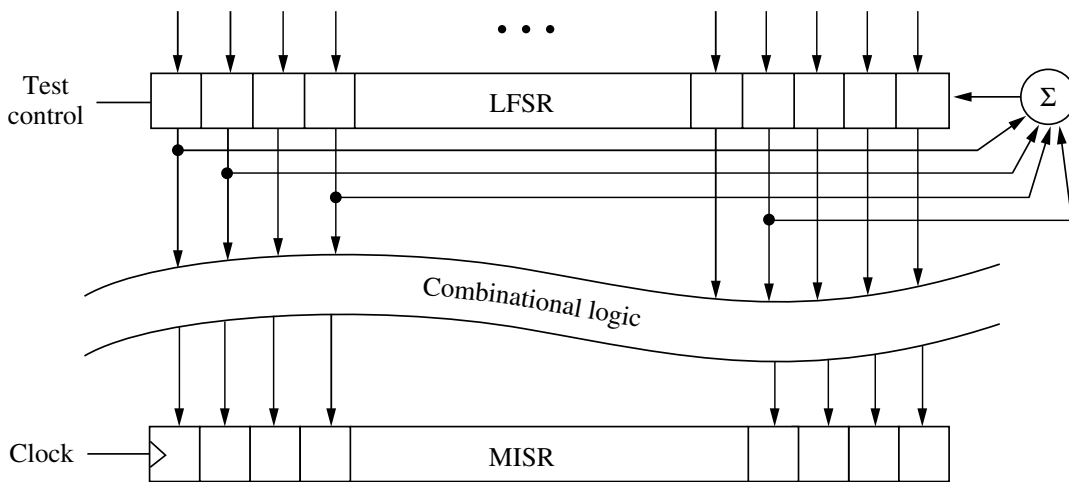 Test
control
LFSR
Σ
Combinational logic
Clock
MISR